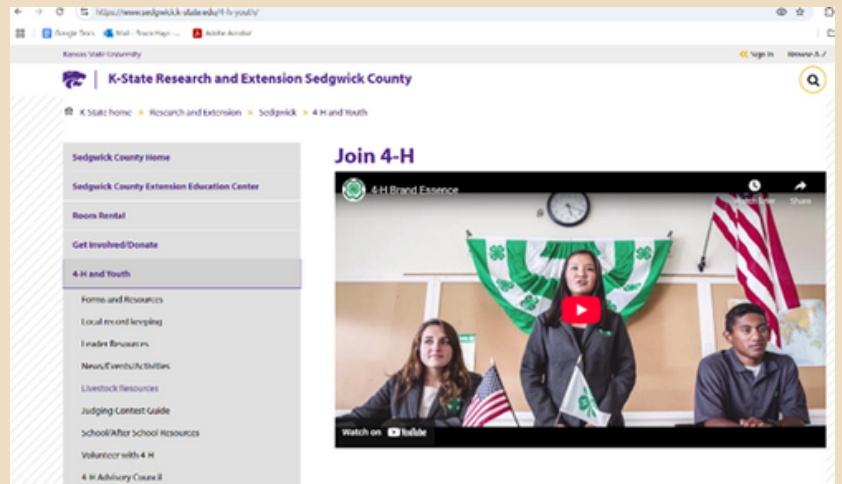 https://www.sedgwick.k-state.edu/4-h-youth/
Google Docs
Adobe Acrobat
Kansas State University
Sign In
Browse A-Z
K-State Research and Extension Sedgwick County
K-State home » Research and Extension » Sedgwick » 4-H and Youth
Sedgwick County Home
Sedgwick County Extension Education Center
Room Rental
Get Involved/Donate
4-H and Youth
Forms and Resources
Local record keeping
Leader Resources
News/Events/Activities
Livestock Resources
Judging Contest Guide
School/After School Resources
Volunteer with 4-H
4-H Advisory Council
Join 4-H
4-H Brand Essence
Watch later
Share
Watch on YouTube